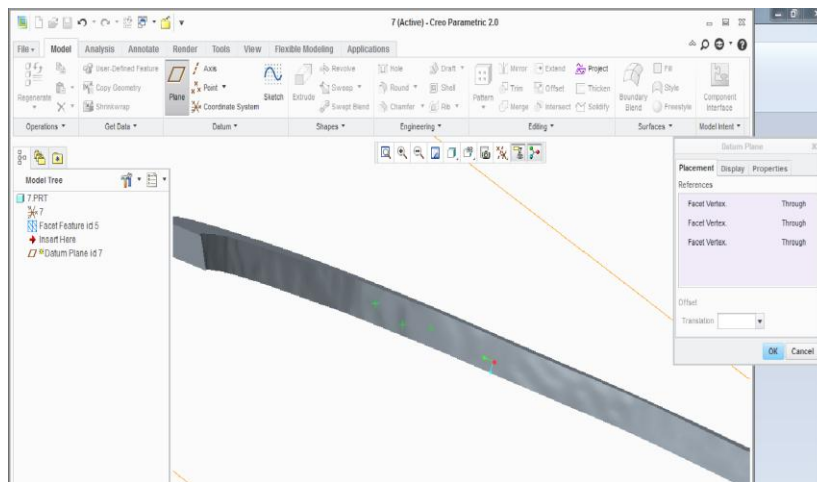 7 (Active) - Creo Parametric 2.0
File Model Analysis Annotate Render Tools View Flexible Modeling Applications
Regenerate
User-Defined Feature
Copy Geometry
Shrinkwrap
Plane
Axis
Point
Coordinate System
Sketch
Extrude
Revolve
Sweep
Swept Blend
Hole
Round
Chamfer
Draft
Shell
Rib
Pattern
Mirror
Trim
Merge
Extend
Offset
Intersect
Project
Thicken
Solidify
Boundary Blend
Fill
Style
Freestyle
Component Interface
Operations Get Data Datum Shapes Engineering Editing Surfaces Model Intent
Model Tree
7.PRT
7
Facet Feature id 5
Insert Here
Datum Plane id 7
Datum Plane
Placement Display Properties
References
Facet Vertex. Through
Facet Vertex. Through
Facet Vertex. Through
Offset
Translation
OK Cancel